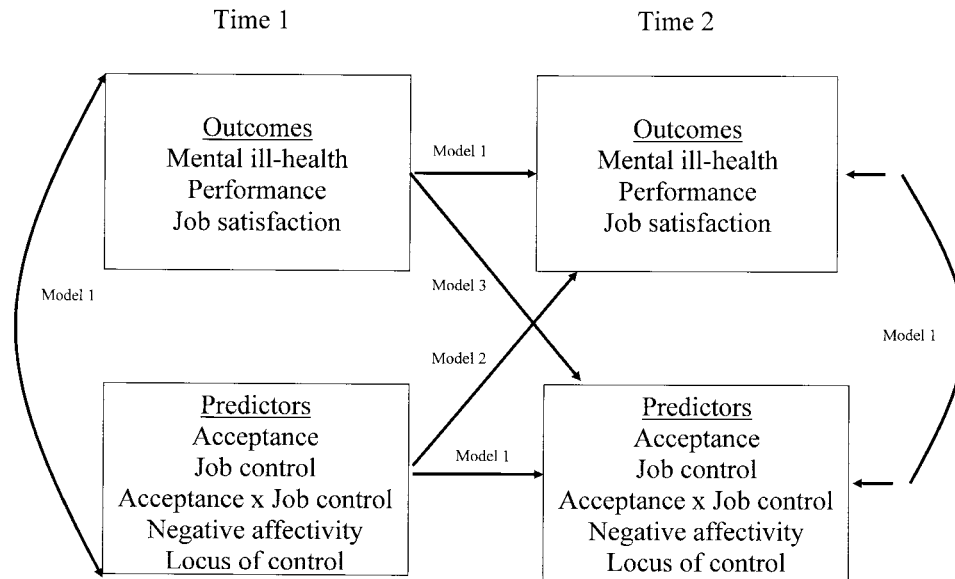 Time 1
Time 2
Outcomes
Mental ill-health
Performance
Job satisfaction
Model 1
Outcomes
Mental ill-health
Performance
Job satisfaction
Model 1
Model 3
Model 2
Model 1
Predictors
Acceptance
Job control
Acceptance x Job control
Negative affectivity
Locus of control
Model 1
Predictors
Acceptance
Job control
Acceptance x Job control
Negative affectivity
Locus of control